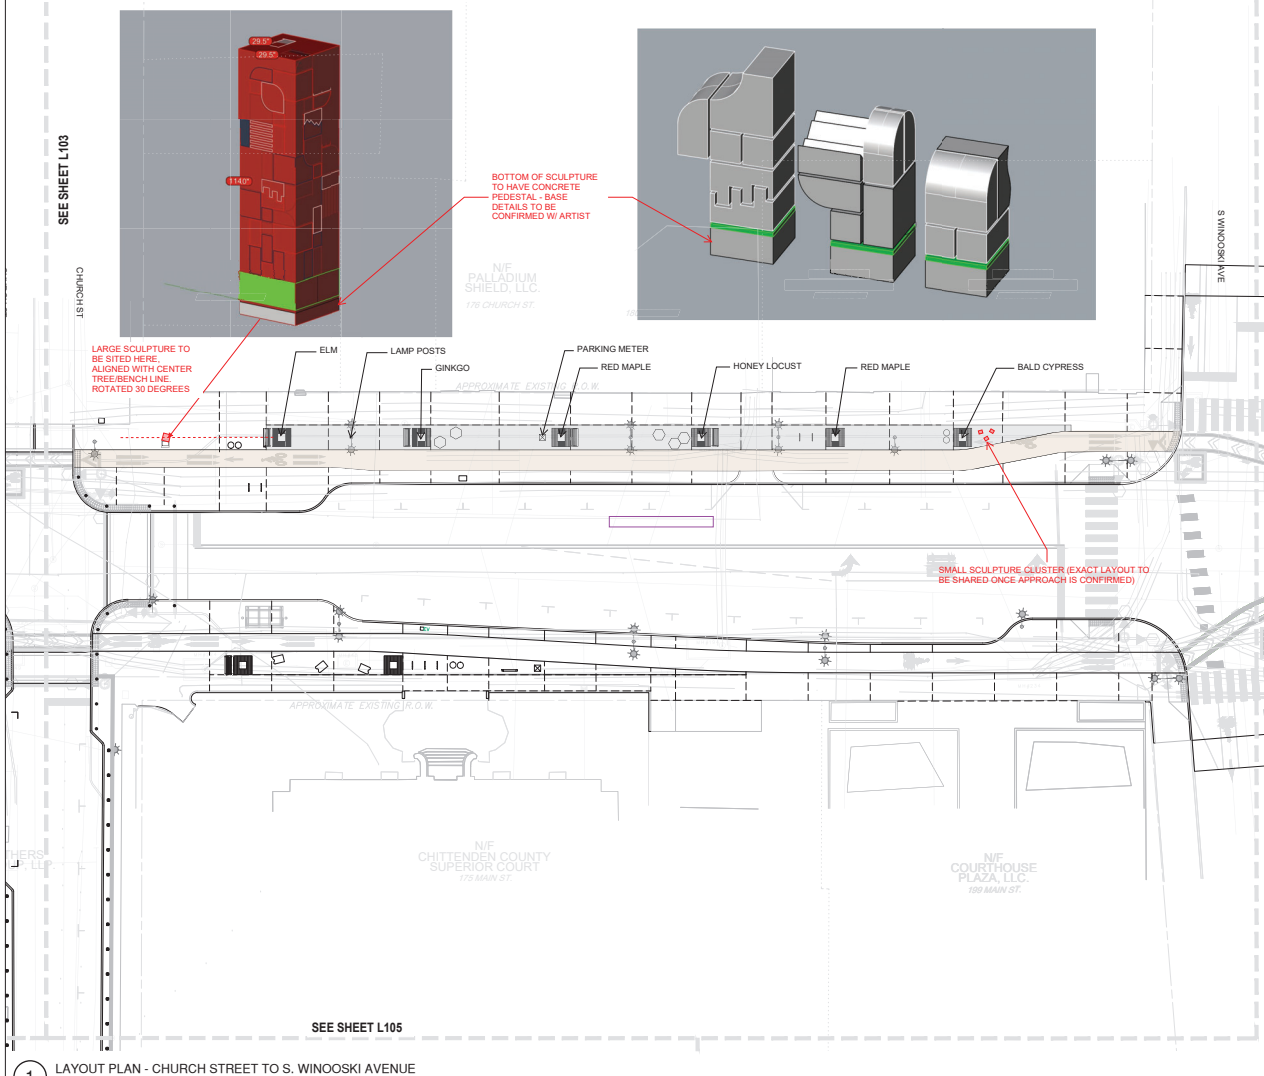 29.5"
29.5"
1140"
SEE SHEET L103
CHURCH ST
S WINOOSKI AVE
BOTTOM OF SCULPTURE
TO HAVE CONCRETE
PEDESTAL - BASE
DETAILS TO BE
CONFIRMED W/ ARTIST
N/F
PALLADIUM
SHIELD, LLC.
176 CHURCH ST.
LARGE SCULPTURE TO
BE SITED HERE,
ALIGNED WITH CENTER
TREE/BENCH LINE.
ROTATED 30 DEGREES
ELM
LAMP POSTS
GINKGO
PARKING METER
RED MAPLE
HONEY LOCUST
RED MAPLE
BALD CYPRESS
APPROXIMATE EXISTING R.O.W.
SMALL SCULPTURE CLUSTER (EXACT LAYOUT TO
BE SHARED ONCE APPROACH IS CONFIRMED)
EV
APPROXIMATE EXISTING R.O.W.
N/F
CHITTENDEN COUNTY
SUPERIOR COURT
175 MAIN ST.
N/F
COURTHOUSE
PLAZA, LLC.
199 MAIN ST.
SEE SHEET L105
1
LAYOUT PLAN - CHURCH STREET TO S. WINOOSKI AVENUE